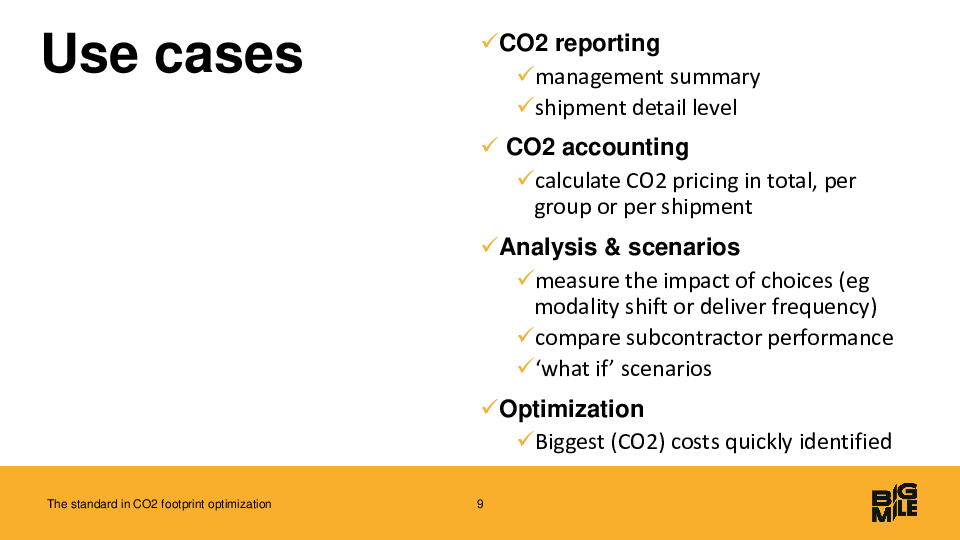 Use cases
CO2 reporting
management summary
shipment detail level
CO2 accounting
calculate CO2 pricing in total, per
group or per shipment
Analysis & scenarios
measure the impact of choices (eg
modality shift or deliver frequency)
compare subcontractor performance
‘what if’ scenarios
Optimization
Biggest (CO2) costs quickly identified
The standard in CO2 footprint optimization
9
BIG
MILE